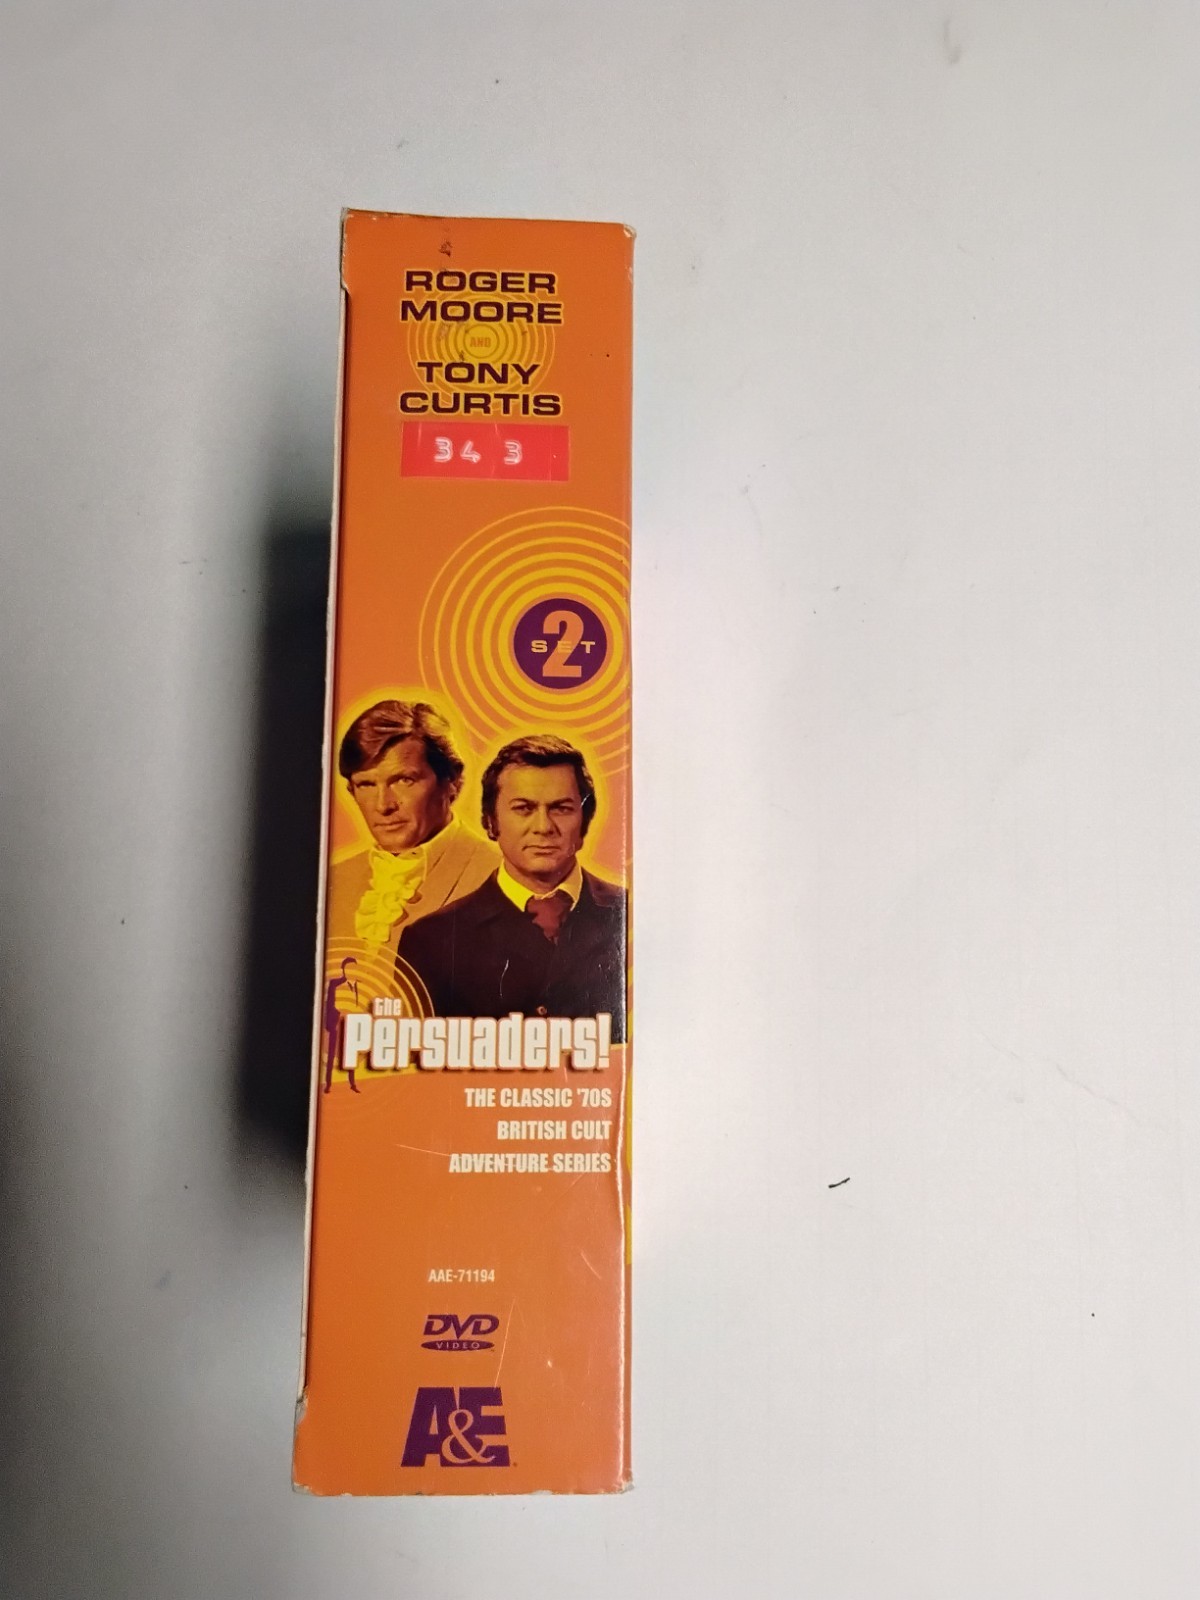 ROGER
MOORE
AND
TONY
CURTIS
34 3
2
SET
the
Persuaders!
THE CLASSIC '70S
BRITISH CULT
ADVENTURE SERIES
AAE-71194
DVD
VIDEO
A&E